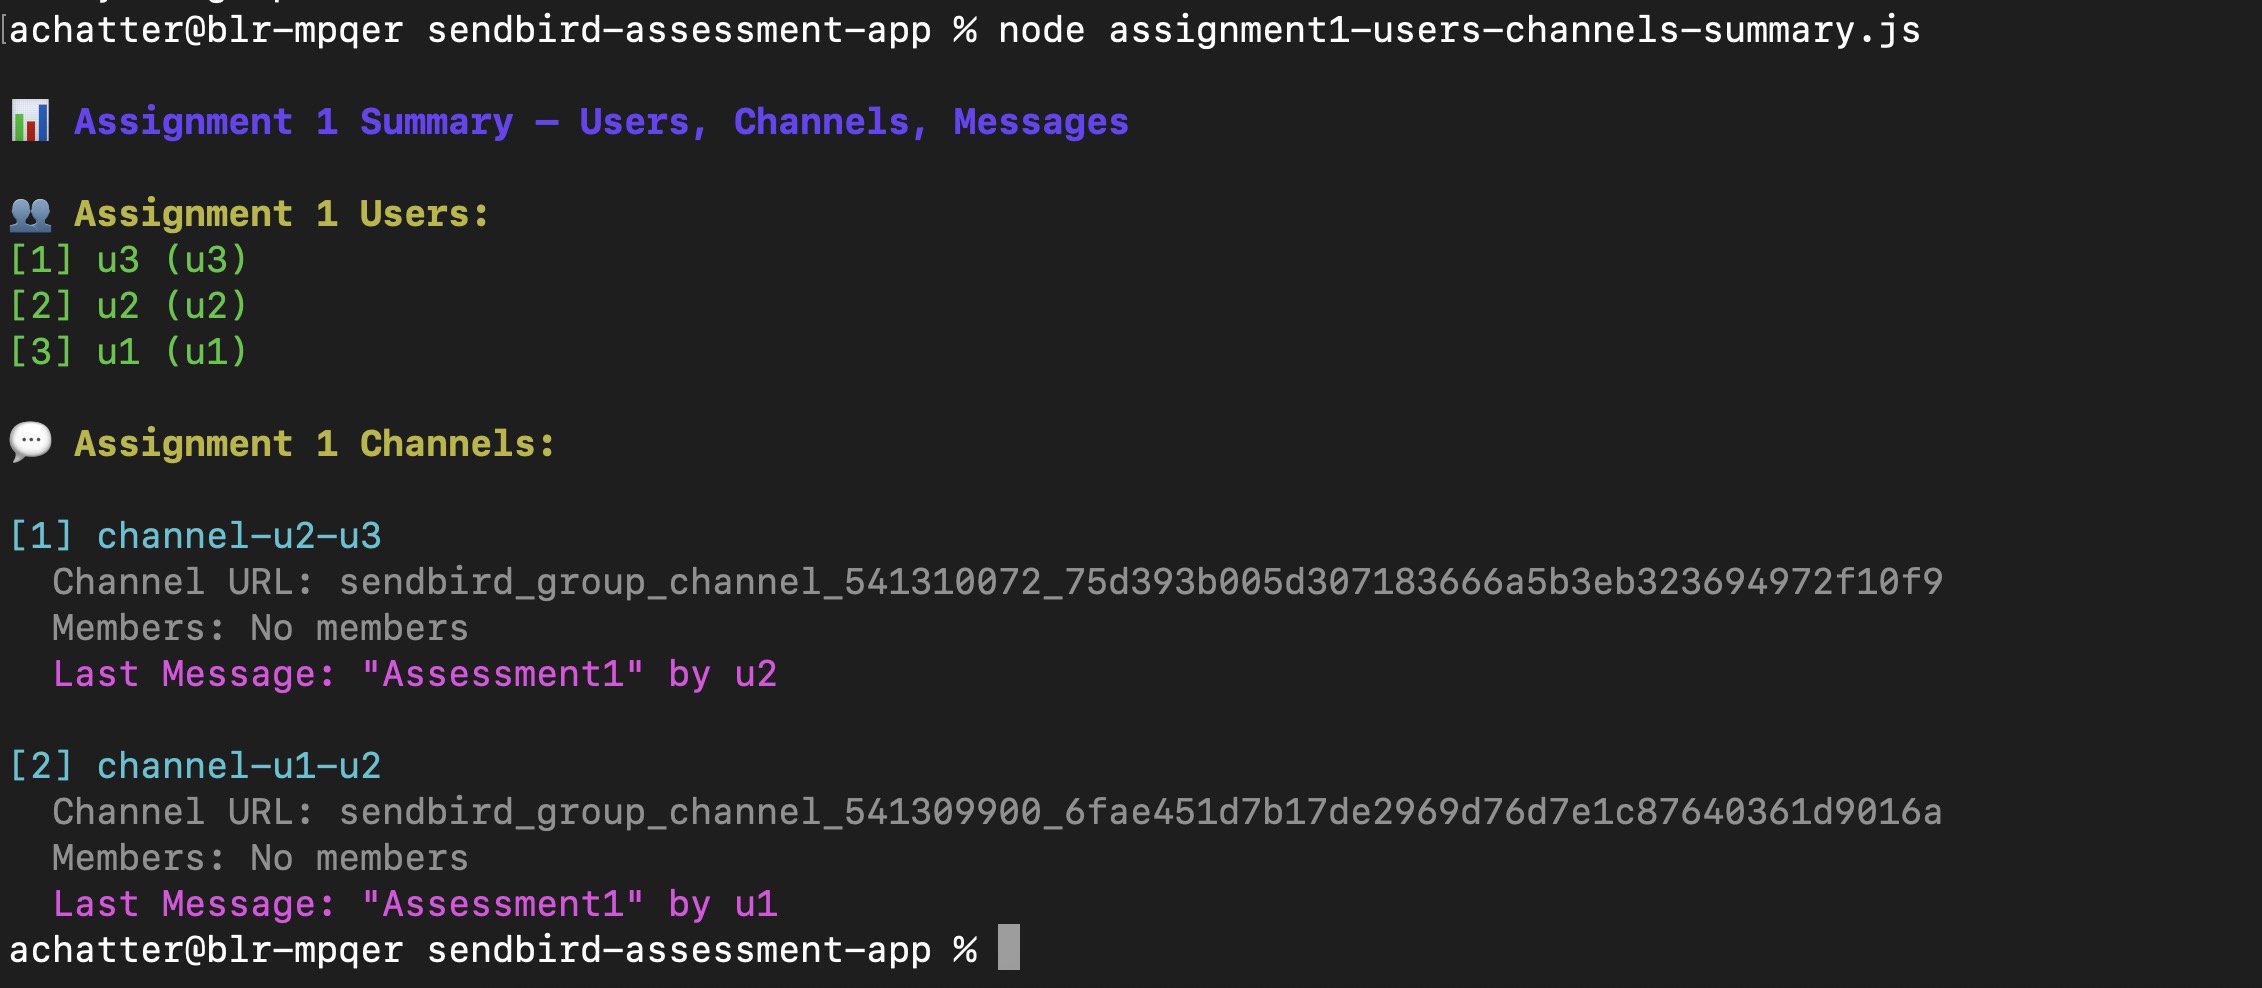 [achatter@blr-mpqer sendbird-assessment-app % node assignment1-users-channels-summary.js
📊 Assignment 1 Summary — Users, Channels, Messages
👥 Assignment 1 Users:
[1] u3 (u3)
[2] u2 (u2)
[3] u1 (u1)
💬 Assignment 1 Channels:
[1] channel-u2-u3
Channel URL: sendbird_group_channel_541310072_75d393b005d307183666a5b3eb323694972f10f9
Members: No members
Last Message: "Assessment1" by u2
[2] channel-u1-u2
Channel URL: sendbird_group_channel_541309900_6fae451d7b17de2969d76d7e1c87640361d9016a
Members: No members
Last Message: "Assessment1" by u1
achatter@blr-mpqer sendbird-assessment-app %